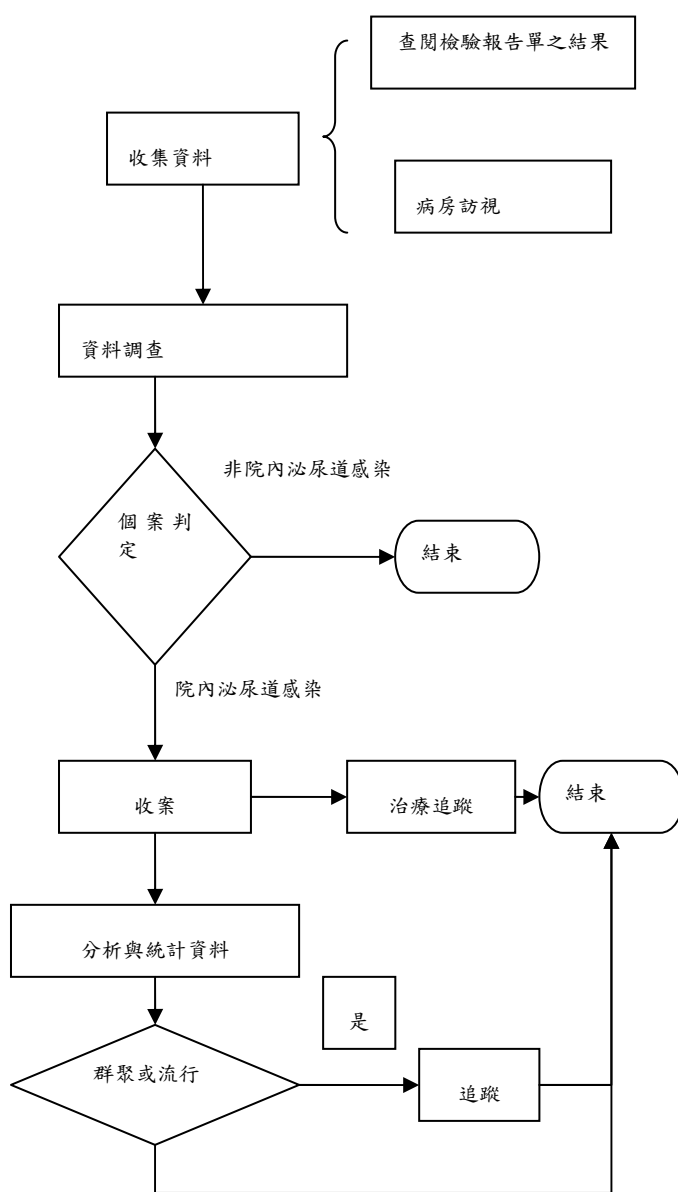 查閱檢驗報告單之結果
收集資料
病房訪視
資料調查
非院內泌尿道感染
個案判
定
結束
院內泌尿道感染
收案
治療追蹤
結束
分析與統計資料
是
群聚或流行
追蹤